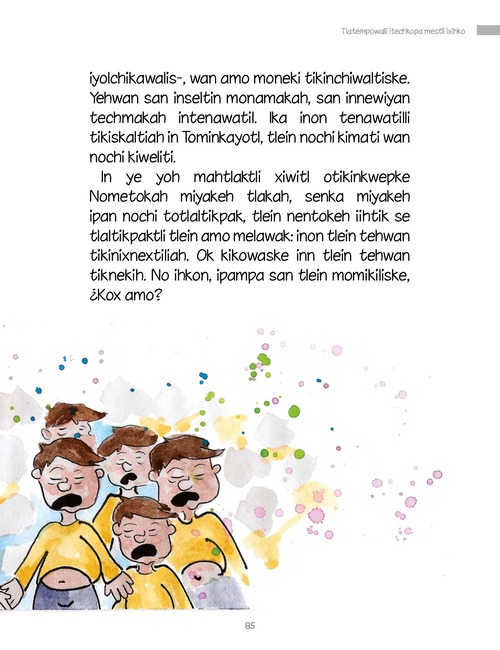 Tlatempowalli itechkopa mestli ixihko
iyolchikawalis-, wan amo moneki tikinchiwaltiske.
Yehwan san inseltin monamakah, san innewiyan
techmakah intenawatil. Ika inon tenawatilli
tikiskaltiah in Tominkayotl, tlein nochi kimati wan
nochi kiweliti.
In ye yoh mahtlaktli xiwitl otikinkwepke
Nometokah miyakeh tlakah, senka miyakeh
ipan nochi totlaltikpak, tlein nentokeh iihtik se
tlaltikpaktli tlein amo melawak: inon tlein tehwan
tikinixnextiliah. Ok kikowaske inn tlein tehwan
tiknekih. No ihkon, ipampa san tlein momikiliske,
¿Kox amo?
85